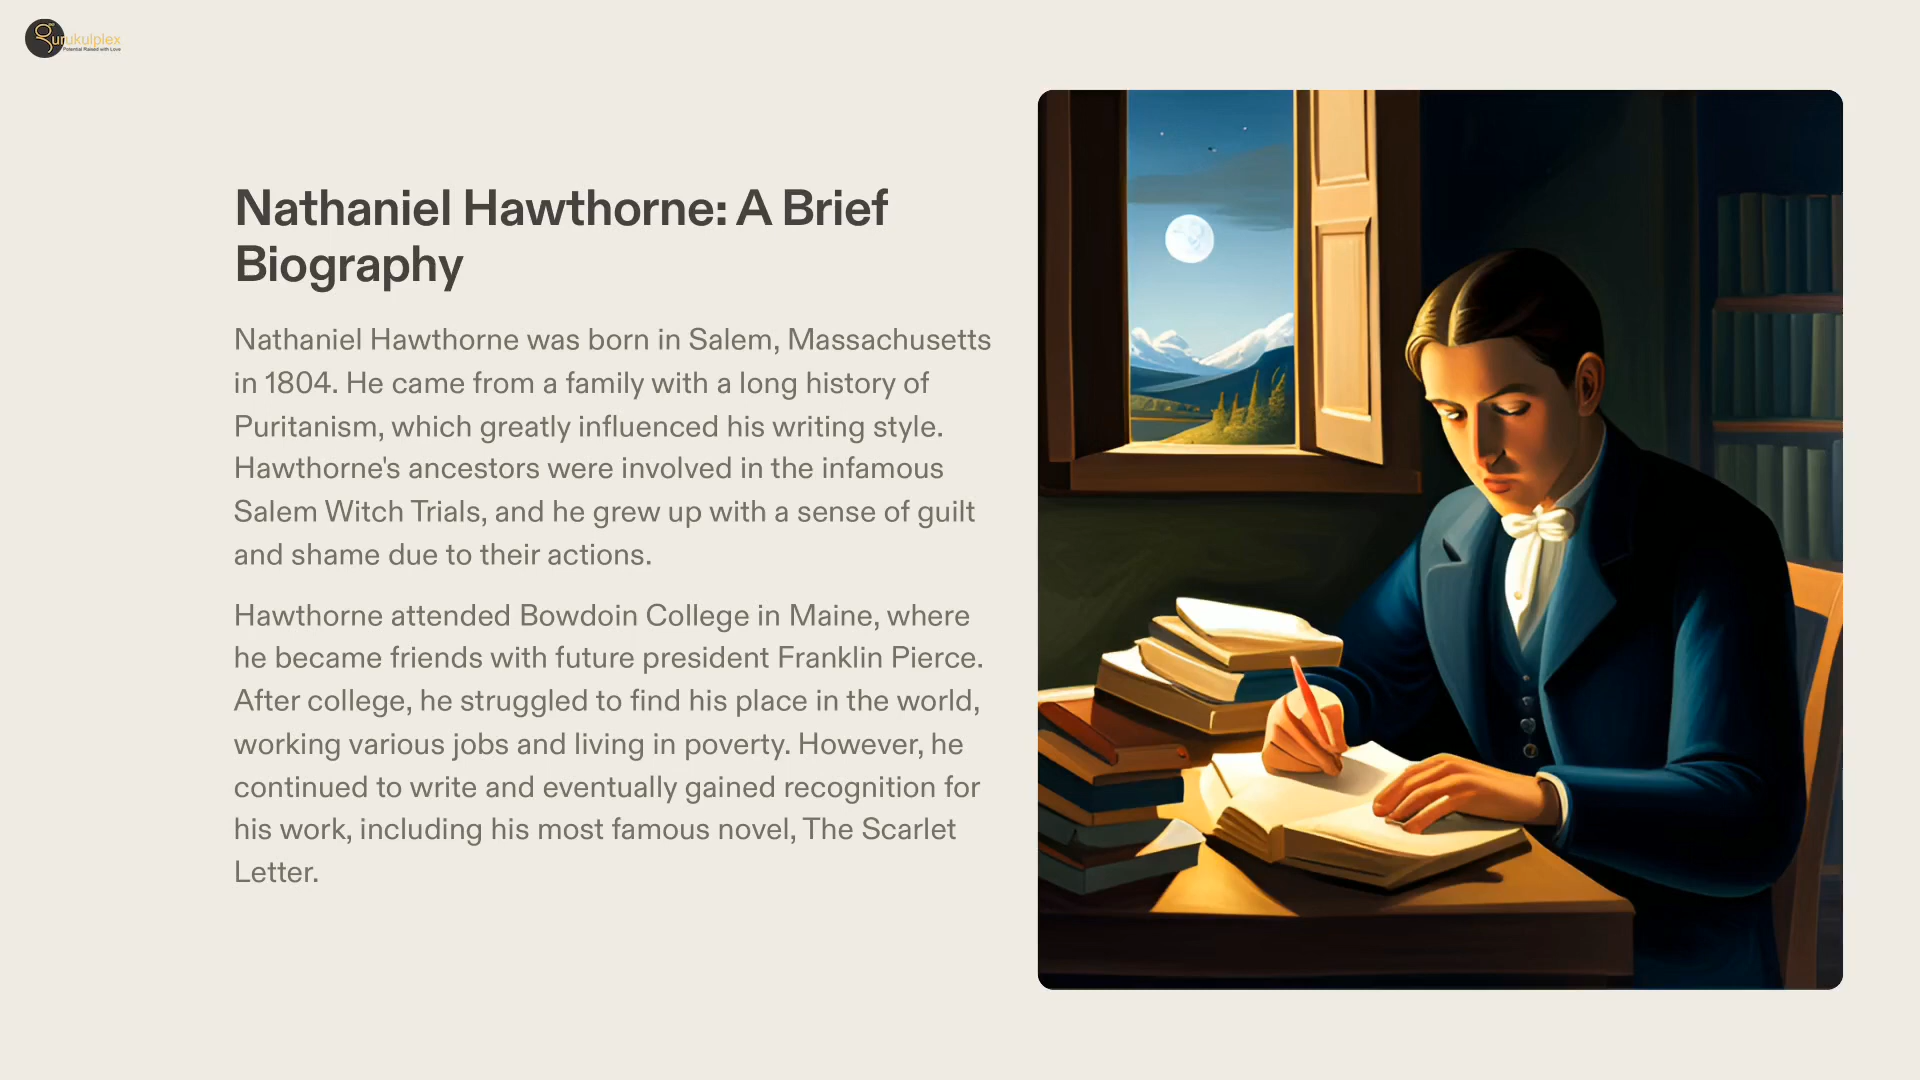 gurukulplex
Potential Raised with Love
Nathaniel Hawthorne: A Brief
Biography
Nathaniel Hawthorne was born in Salem, Massachusetts
in 1804. He came from a family with a long history of
Puritanism, which greatly influenced his writing style.
Hawthorne's ancestors were involved in the infamous
Salem Witch Trials, and he grew up with a sense of guilt
and shame due to their actions.
Hawthorne attended Bowdoin College in Maine, where
he became friends with future president Franklin Pierce.
After college, he struggled to find his place in the world,
working various jobs and living in poverty. However, he
continued to write and eventually gained recognition for
his work, including his most famous novel, The Scarlet
Letter.